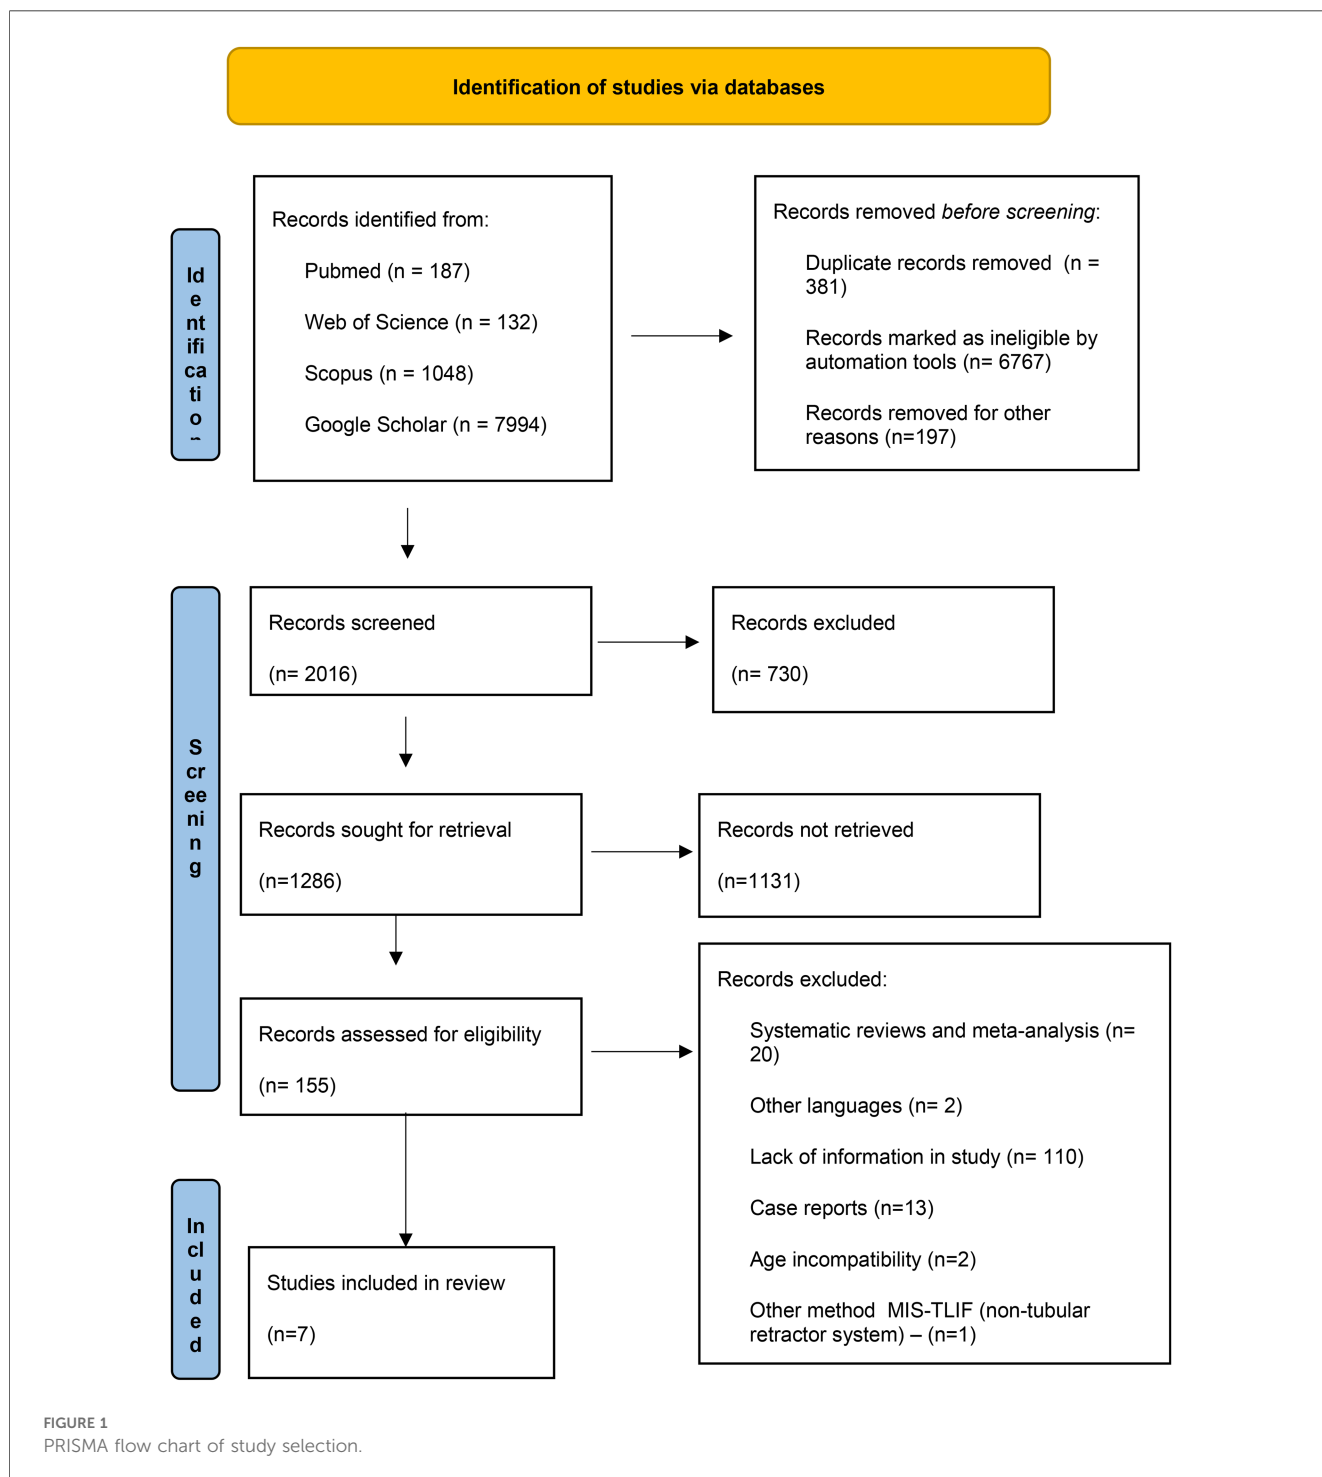 Identification of studies via databases
Id
e
nt
ifi
ca
ti
o
n
Records identified from:
Pubmed (n = 187)
Web of Science (n = 132)
Scopus (n = 1048)
Google Scholar (n = 7994)
Records removed before screening:
Duplicate records removed (n =
381)
Records marked as ineligible by
automation tools (n= 6767)
Records removed for other
reasons (n=197)
S
cr
ee
ni
n
g
Records screened
(n= 2016)
Records excluded
(n= 730)
Records sought for retrieval
(n=1286)
Records not retrieved
(n=1131)
Records assessed for eligibility
(n= 155)
Records excluded:
Systematic reviews and meta-analysis (n=
20)
Other languages (n= 2)
Lack of information in study (n= 110)
Case reports (n=13)
Age incompatibility (n=2)
Other method MIS-TLIF (non-tubular
retractor system) – (n=1)
In
cl
u
d
e
d
Studies included in review
(n=7)
FIGURE 1
PRISMA flow chart of study selection.